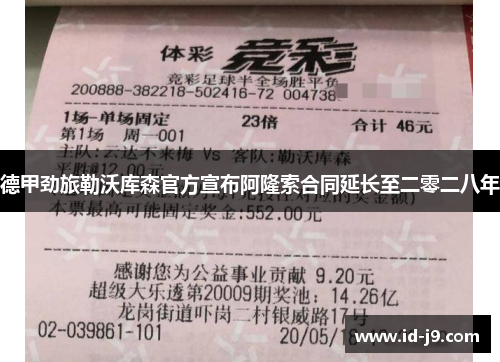 体彩 竞彩
竞彩足球半全场胜平负
200888-382218-502416-72 004738
1场-单场固定 23倍 合计 46元
第1场 周一001
主队:云达不来梅 Vs 客队:勒沃库森
德甲劲旅勒沃库森官方宣布阿隆索合同延长至二零二八年
本票最高可能固定奖金:552.00元
感谢您为公益事业贡献 9.20元
超级大乐透第20009期奖池: 14.26亿
龙岗街道吓岗二村银威路17号
02-039861-101 20/05/18
www.id-j9.com